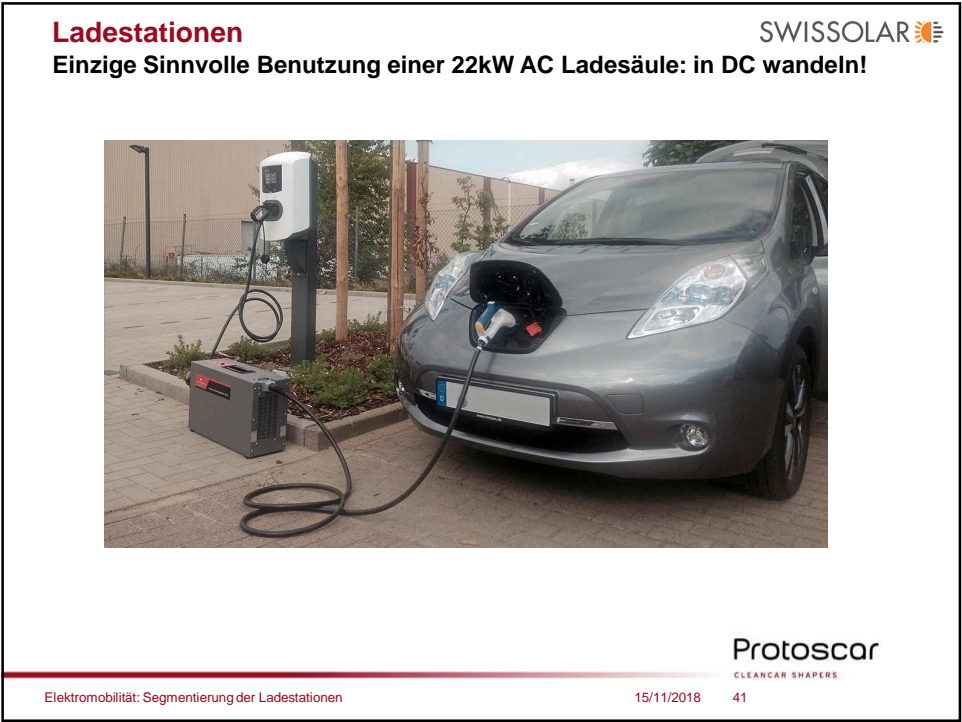 Ladestationen
SWISSOLAR
Einzige Sinnvolle Benutzung einer 22kW AC Ladesäule: in DC wandeln!
Protoscar
CLEANCAR SHAPERS
Elektromobilität: Segmentierung der Ladestationen 15/11/2018 41